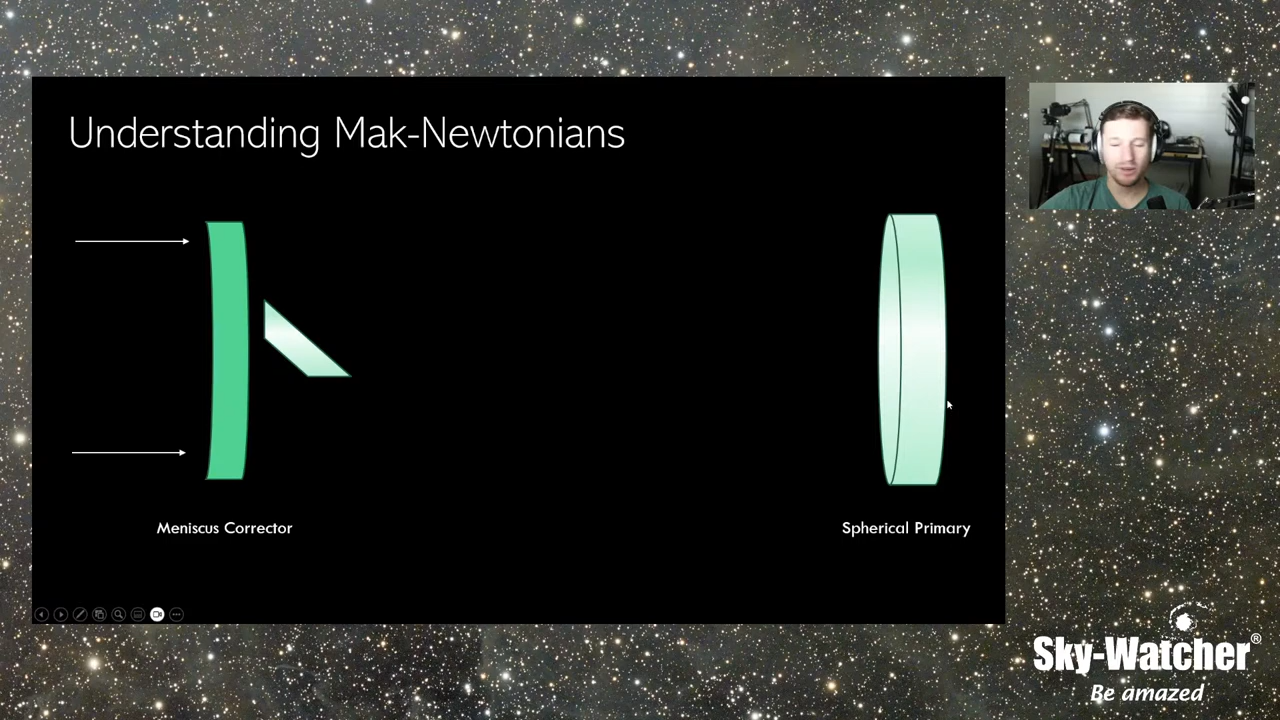 Understanding Mak-Newtonians
Meniscus Corrector
Spherical Primary
Sky-Watcher®
Be amazed